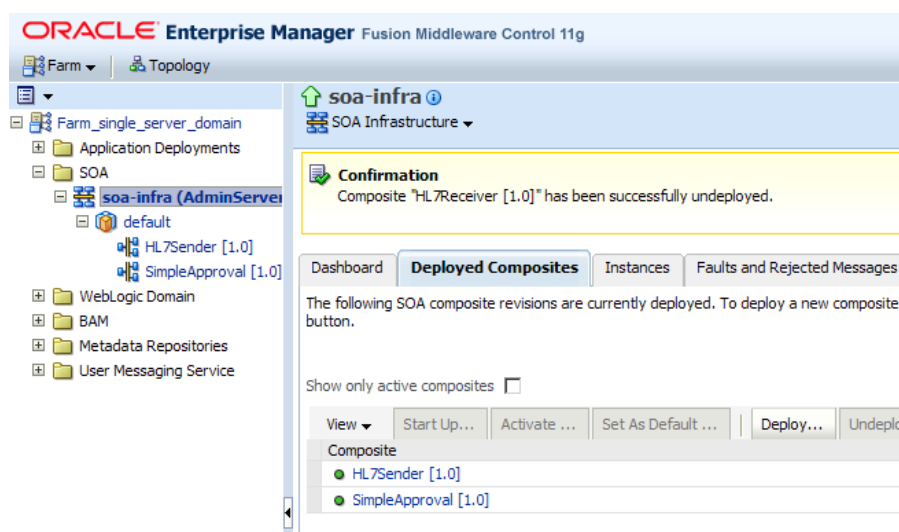 ORACLE Enterprise Manager Fusion Middleware Control 11g
Farm
Topology
Farm_single_server_domain
Application Deployments
SOA
soa-infra (AdminServer
default
HL7Sender [1.0]
SimpleApproval [1.0]
WebLogic Domain
BAM
Metadata Repositories
User Messaging Service
soa-infra
SOA Infrastructure
Confirmation
Composite "HL7Receiver [1.0]" has been successfully undeployed.
Dashboard Deployed Composites Instances Faults and Rejected Messages
The following SOA composite revisions are currently deployed. To deploy a new composite
button.
Show only active composites
View Start Up... Activate ... Set As Default ... Deploy... Undeplo
Composite
HL7Sender [1.0]
SimpleApproval [1.0]